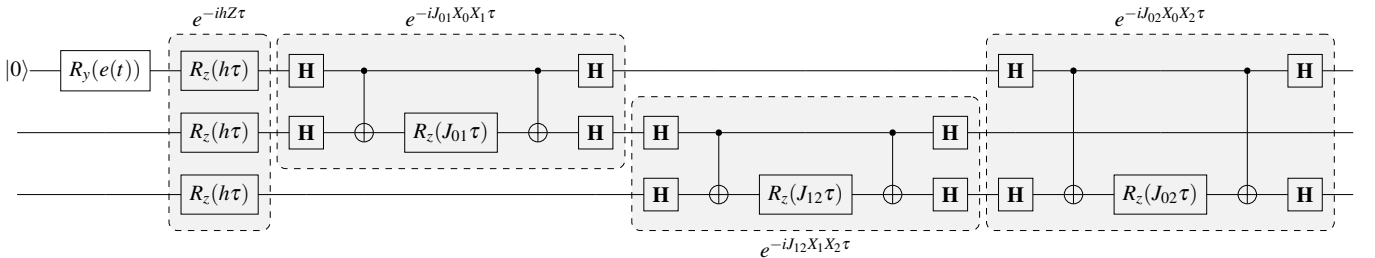 e^{-ihZτ} e^{-iJ_{01}X_0X_1τ} e^{-iJ_{02}X_0X_2τ}
|0⟩ R_y(e(t)) R_z(hτ) H H H H
R_z(hτ) H R_z(J_{01}τ) H H H
R_z(hτ) H R_z(J_{12}τ) H H R_z(J_{02}τ) H
e^{-iJ_{12}X_1X_2τ}